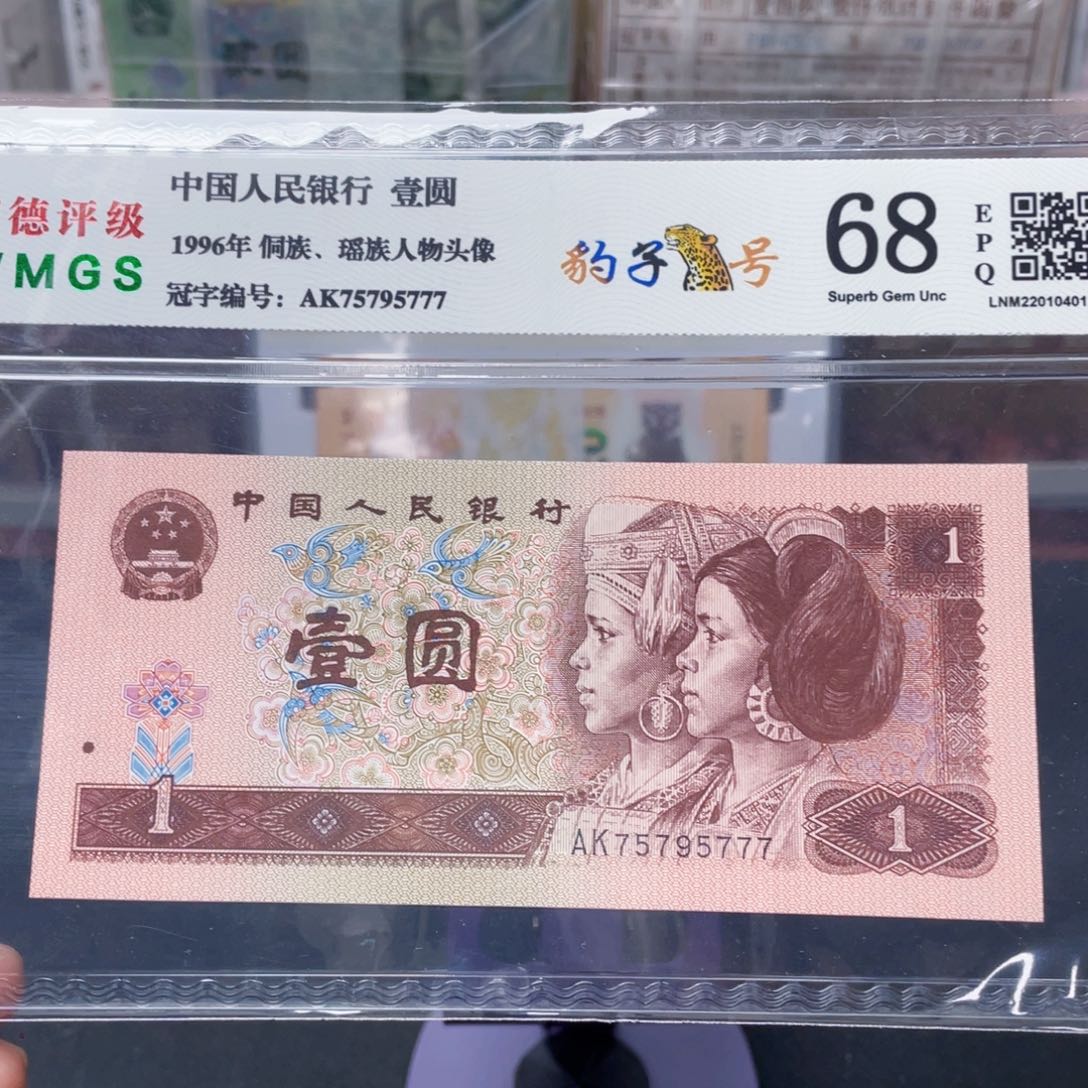 德评级
MGS
中国人民银行 壹圆
1996年 侗族、瑶族人物头像
冠字编号：AK75795777
豹子号
68
Superb Gem Unc
EPQ
LNM22010401
中国人民银行
1
壹圆
1
AK75795777
1